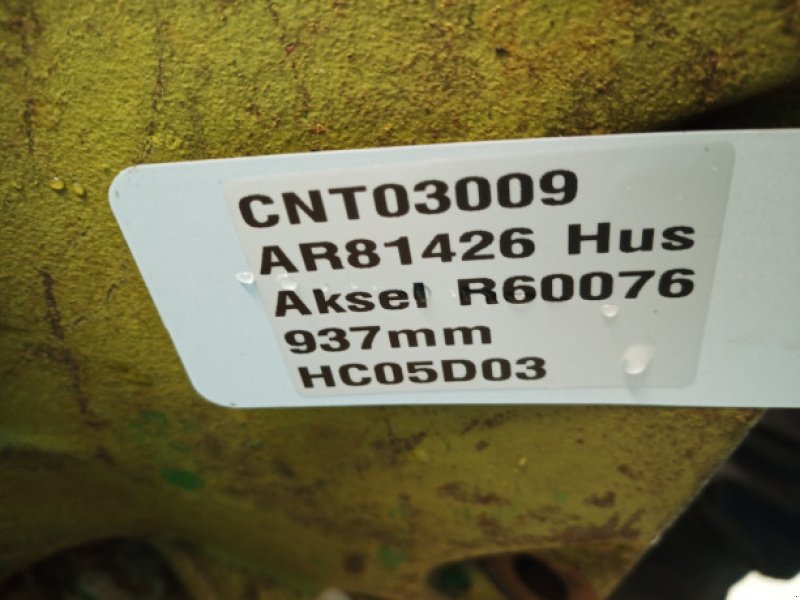 CNT03009
AR81426 Hus
Aksel R60076
937mm
HC05D03